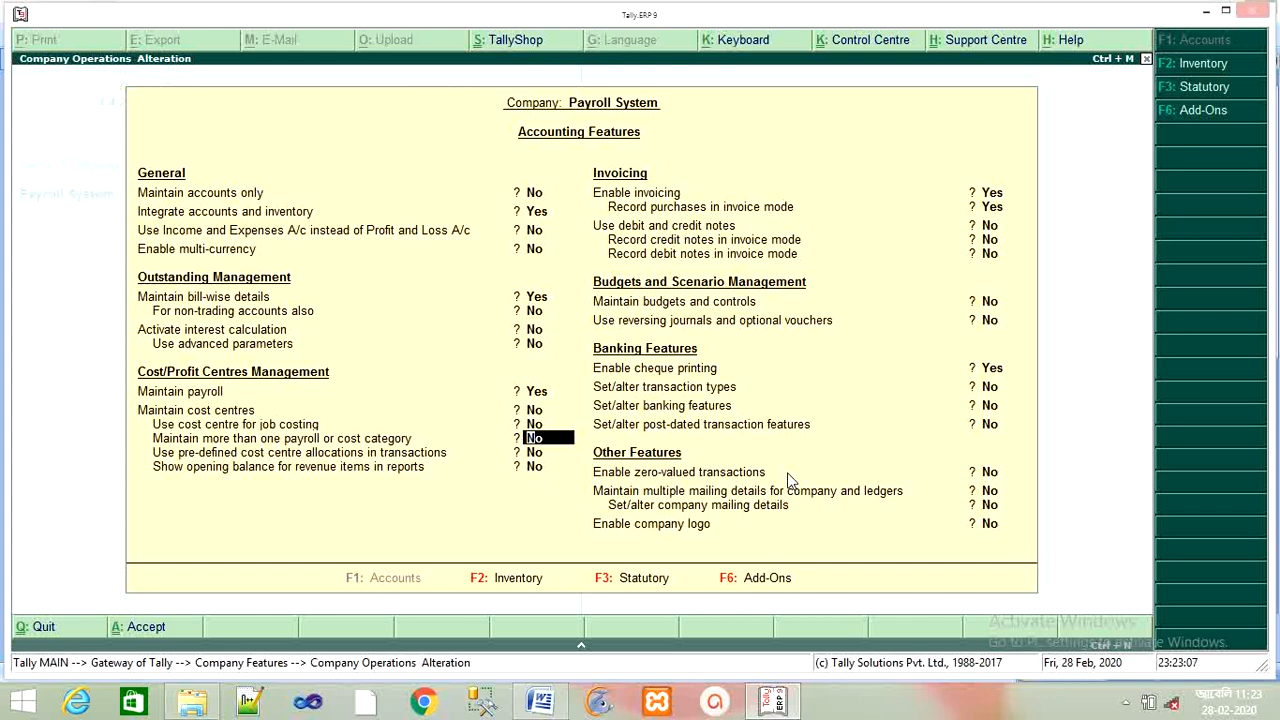 Tally.ERP 9
P: Print E: Export M: E-Mail O: Upload S: TallyShop G: Language K: Keyboard K: Control Centre H: Support Centre H: Help F1: Accounts
Company Operations Alteration Ctrl + M
F2: Inventory
F3: Statutory
F6: Add-Ons
Company: Payroll System
Accounting Features
General
Maintain accounts only ? No
Integrate accounts and inventory ? Yes
Use Income and Expenses A/c instead of Profit and Loss A/c ? No
Enable multi-currency ? No
Outstanding Management
Maintain bill-wise details ? Yes
For non-trading accounts also ? No
Activate interest calculation ? No
Use advanced parameters ? No
Cost/Profit Centres Management
Maintain payroll ? Yes
Maintain cost centres ? No
Use cost centre for job costing ? No
Maintain more than one payroll or cost category ? No
Use pre-defined cost centre allocations in transactions ? No
Show opening balance for revenue items in reports ? No
Invoicing
Enable invoicing ? Yes
Record purchases in invoice mode ? Yes
Use debit and credit notes ? No
Record credit notes in invoice mode ? No
Record debit notes in invoice mode ? No
Budgets and Scenario Management
Maintain budgets and controls ? No
Use reversing journals and optional vouchers ? No
Banking Features
Enable cheque printing ? Yes
Set/alter transaction types ? No
Set/alter banking features ? No
Set/alter post-dated transaction features ? No
Other Features
Enable zero-valued transactions ? No
Maintain multiple mailing details for company and ledgers ? No
Set/alter company mailing details ? No
Enable company logo ? No
F1: Accounts F2: Inventory F3: Statutory F6: Add-Ons
Payroll System
Q: Quit A: Accept
Activate Windows
Go to PC settings to activate Windows.
Ctrl + N
Tally MAIN --> Gateway of Tally --> Company Features --> Company Operations Alteration (c) Tally Solutions Pvt. Ltd., 1988-2017 Fri, 28 Feb, 2020 23:23:07
11:23
28-02-2020